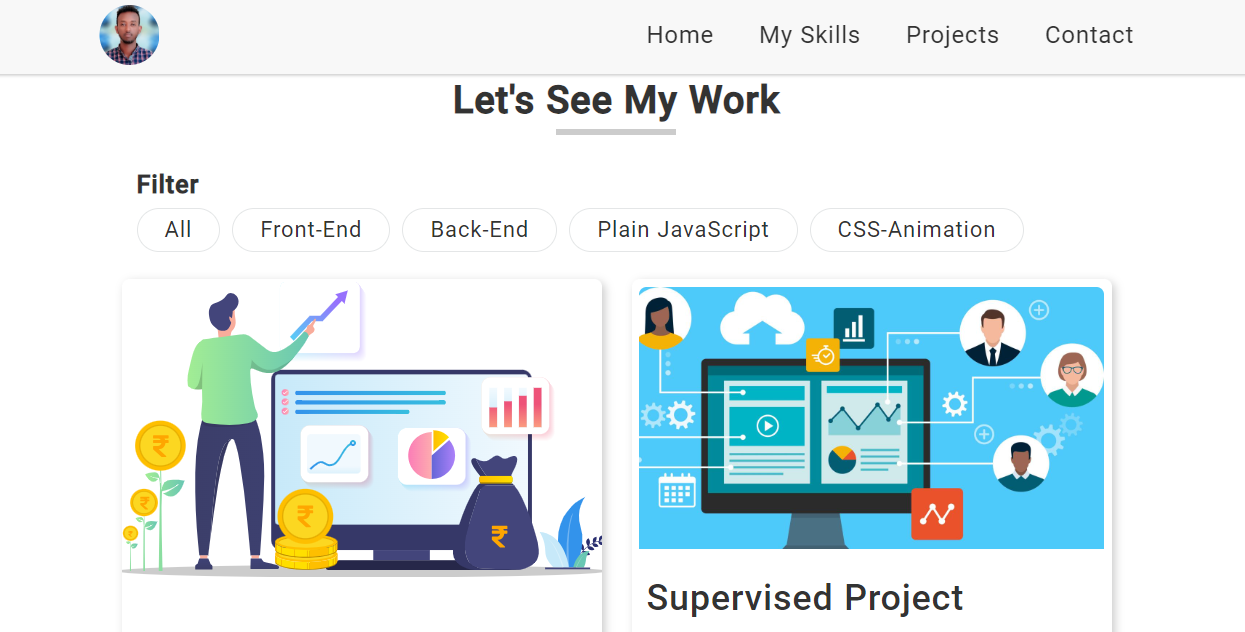 Home My Skills Projects Contact
Let's See My Work
Filter
All Front-End Back-End Plain JavaScript CSS-Animation
₹
₹
₹
₹
₹
Supervised Project